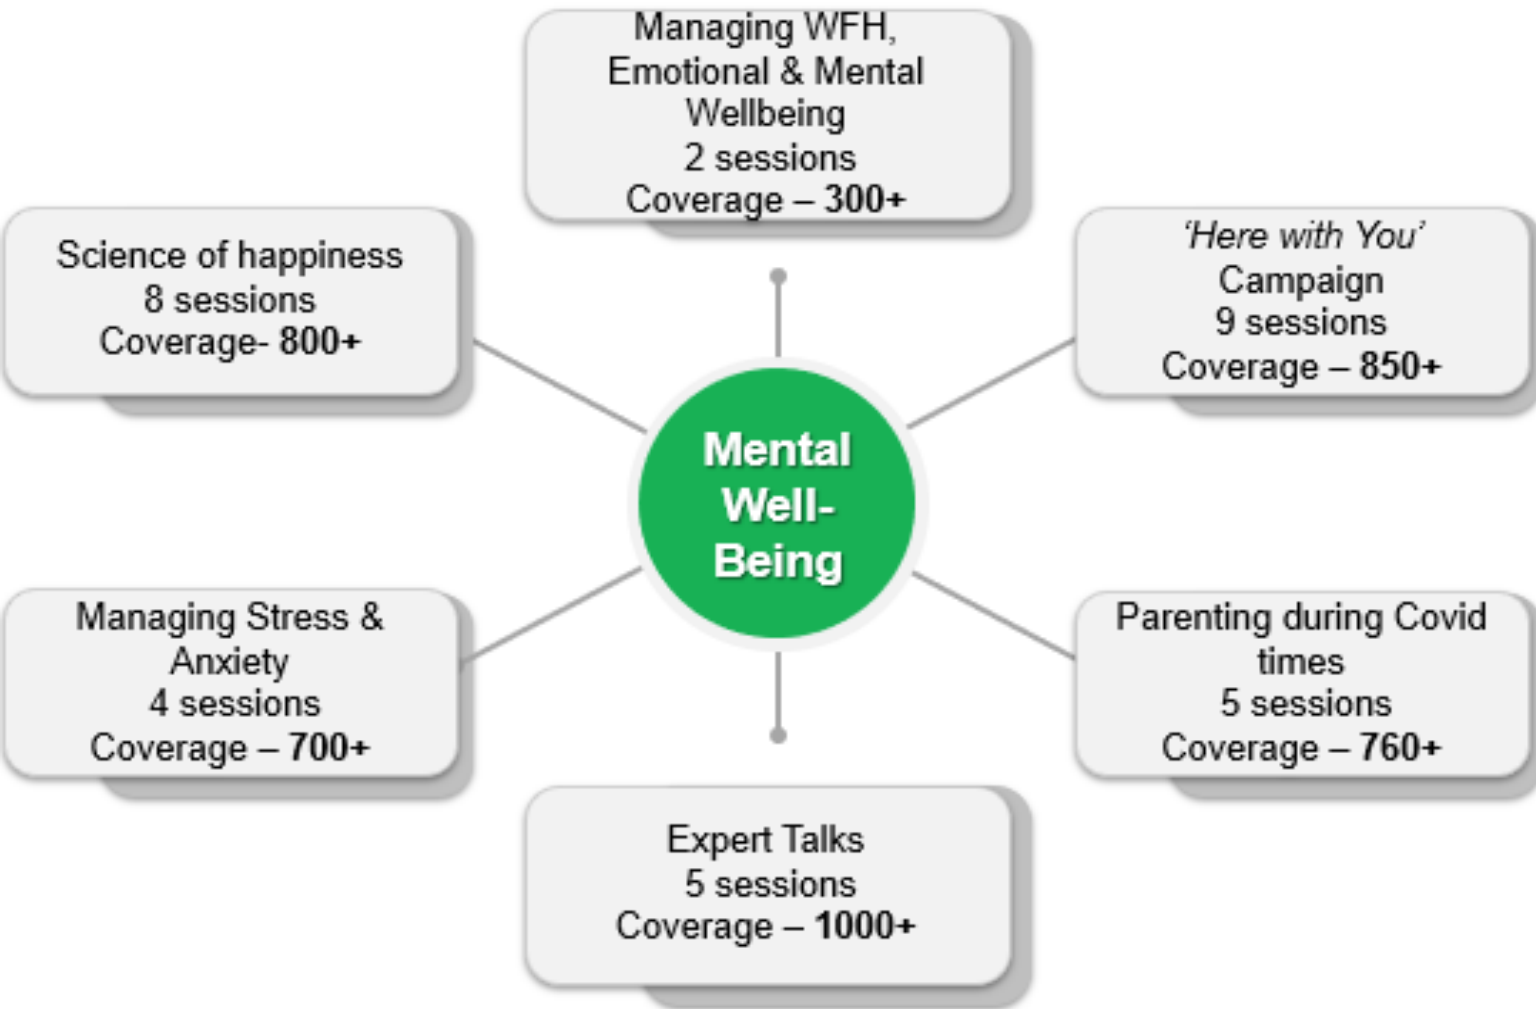 Managing WFH,
Emotional & Mental
Wellbeing
2 sessions
Coverage – 300+
Science of happiness
8 sessions
Coverage- 800+
‘Here with You’
Campaign
9 sessions
Coverage – 850+
Mental
Well-
Being
Managing Stress &
Anxiety
4 sessions
Coverage – 700+
Parenting during Covid
times
5 sessions
Coverage – 760+
Expert Talks
5 sessions
Coverage – 1000+